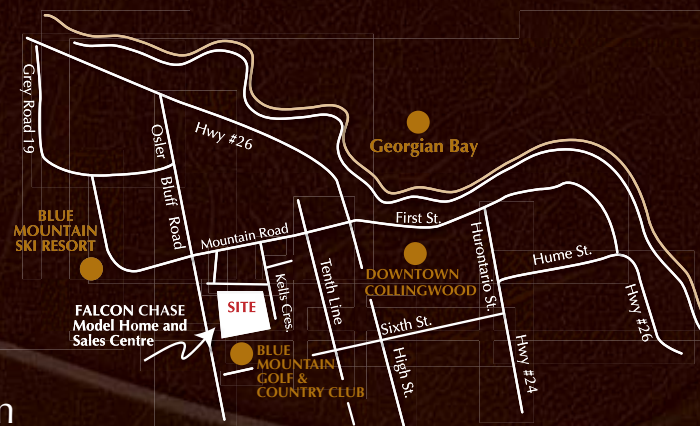 Grey Road 19
Osler Bluff Road
Hwy #26
Georgian Bay
BLUE
MOUNTAIN
SKI RESORT
Mountain Road
First St.
Hurontario St.
Hume St.
Hwy #26
DOWNTOWN
COLLINGWOOD
Tenth Line
Kells Cres.
SITE
FALCON CHASE
Model Home and
Sales Centre
Sixth St.
High St.
Hwy #24
BLUE
MOUNTAIN
GOLF &
COUNTRY CLUB
n